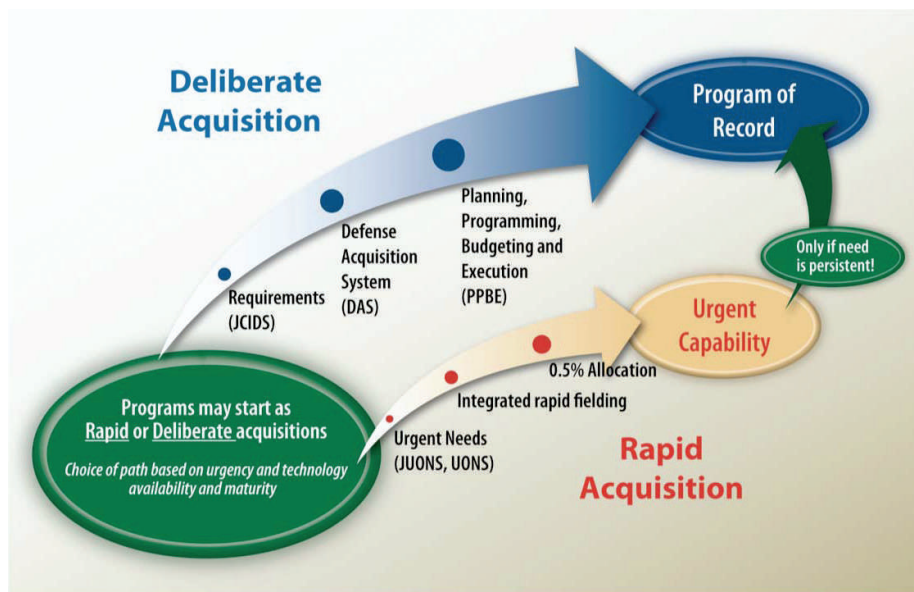 Deliberate
Acquisition
Program of
Record
Planning,
Programming,
Budgeting and
Execution
(PPBE)
Defense
Acquisition
System
(DAS)
Requirements
(JCIDS)
Only if need
is persistent!
Urgent
Capability
0.5% Allocation
Integrated rapid fielding
Urgent Needs
(JUONS, UONS)
Programs may start as
Rapid or Deliberate acquisitions
Choice of path based on urgency and technology
availability and maturity
Rapid
Acquisition